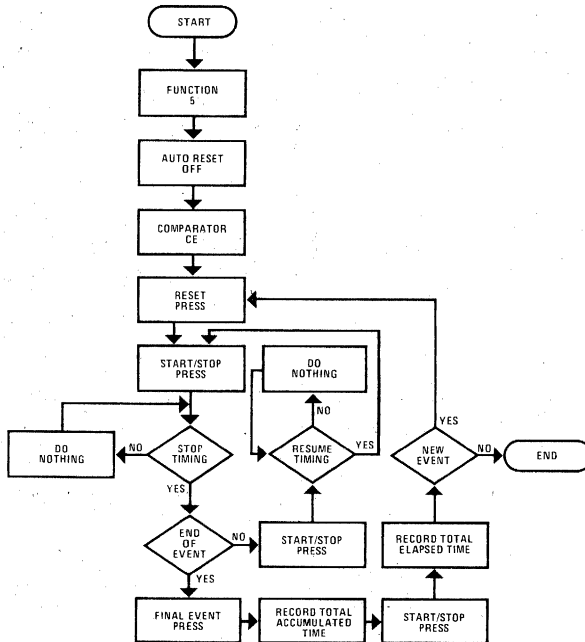 START
FUNCTION
5
AUTO RESET
OFF
COMPARATOR
CE
RESET
PRESS
START/STOP
PRESS
DO
NOTHING
NO
DO
NOTHING
NO
STOP
TIMING
YES
RESUME
TIMING
YES
YES
NEW
EVENT
NO
END
END
OF
EVENT
NO
START/STOP
PRESS
RECORD TOTAL
ELAPSED TIME
YES
FINAL EVENT
PRESS
RECORD TOTAL
ACCUMULATED
TIME
START/STOP
PRESS